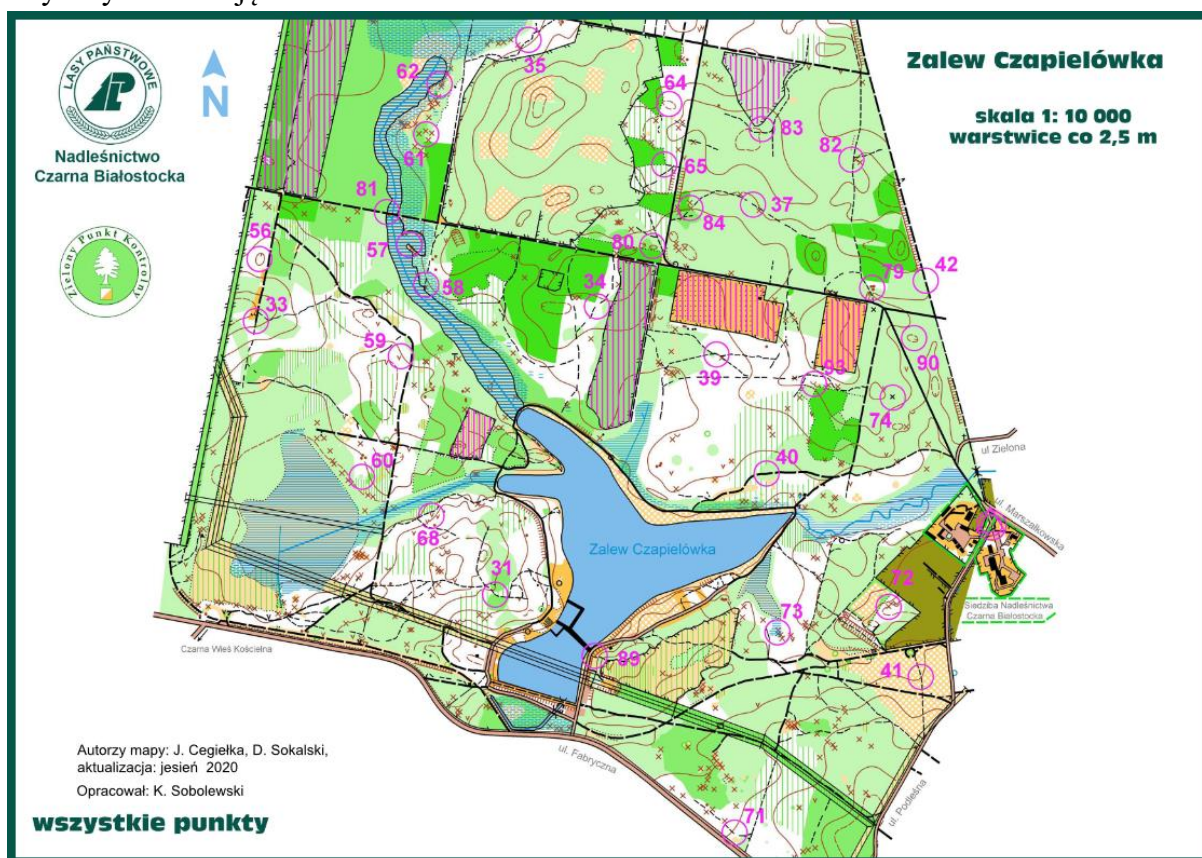 LASY PAŃSTWOWE
Nadleśnictwo
Czarna Białostocka
N
Zielony Punkt Kontrolny
Zalew Czapielówka
skala 1: 10 000
warstwice co 2,5 m
62
35
64
83
61
82
65
81
37
84
56
57
80
42
34
79
58
33
59
90
39
93
74
ul Zielona
60
40
ul. Marszałkowska
68
Zalew Czapielówka
31
72
Siedziba Nadleśnictwa
Czarna Białostocka
73
Czarna Wieś Kościelna
89
41
ul. Fabryczna
ul. Podleśna
71
Autorzy mapy: J. Cegiełka, D. Sokalski,
aktualizacja: jesień 2020
Opracował: K. Sobolewski
wszystkie punkty